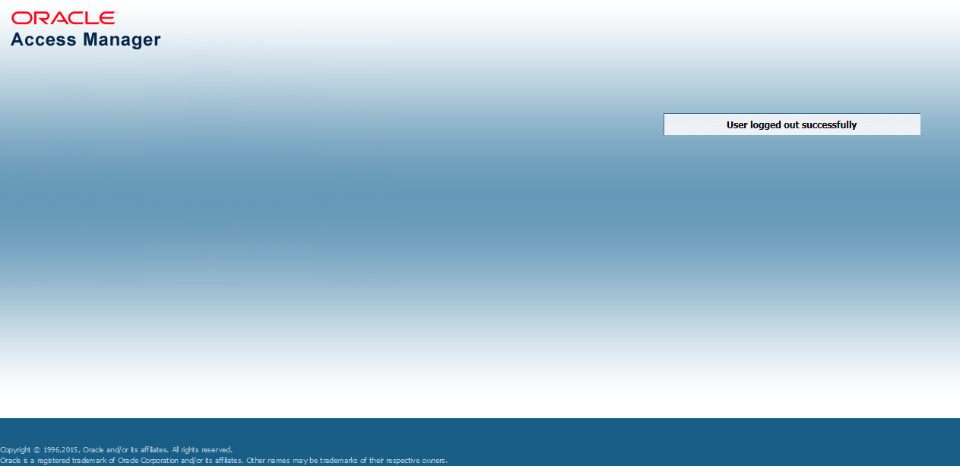 ORACLE
Access Manager
User logged out successfully
Copyright © 1996,2015, Oracle and/or its affiliates. All rights reserved.
Oracle is a registered trademark of Oracle Corporation and/or its affiliates. Other names may be trademarks of their respective owners.